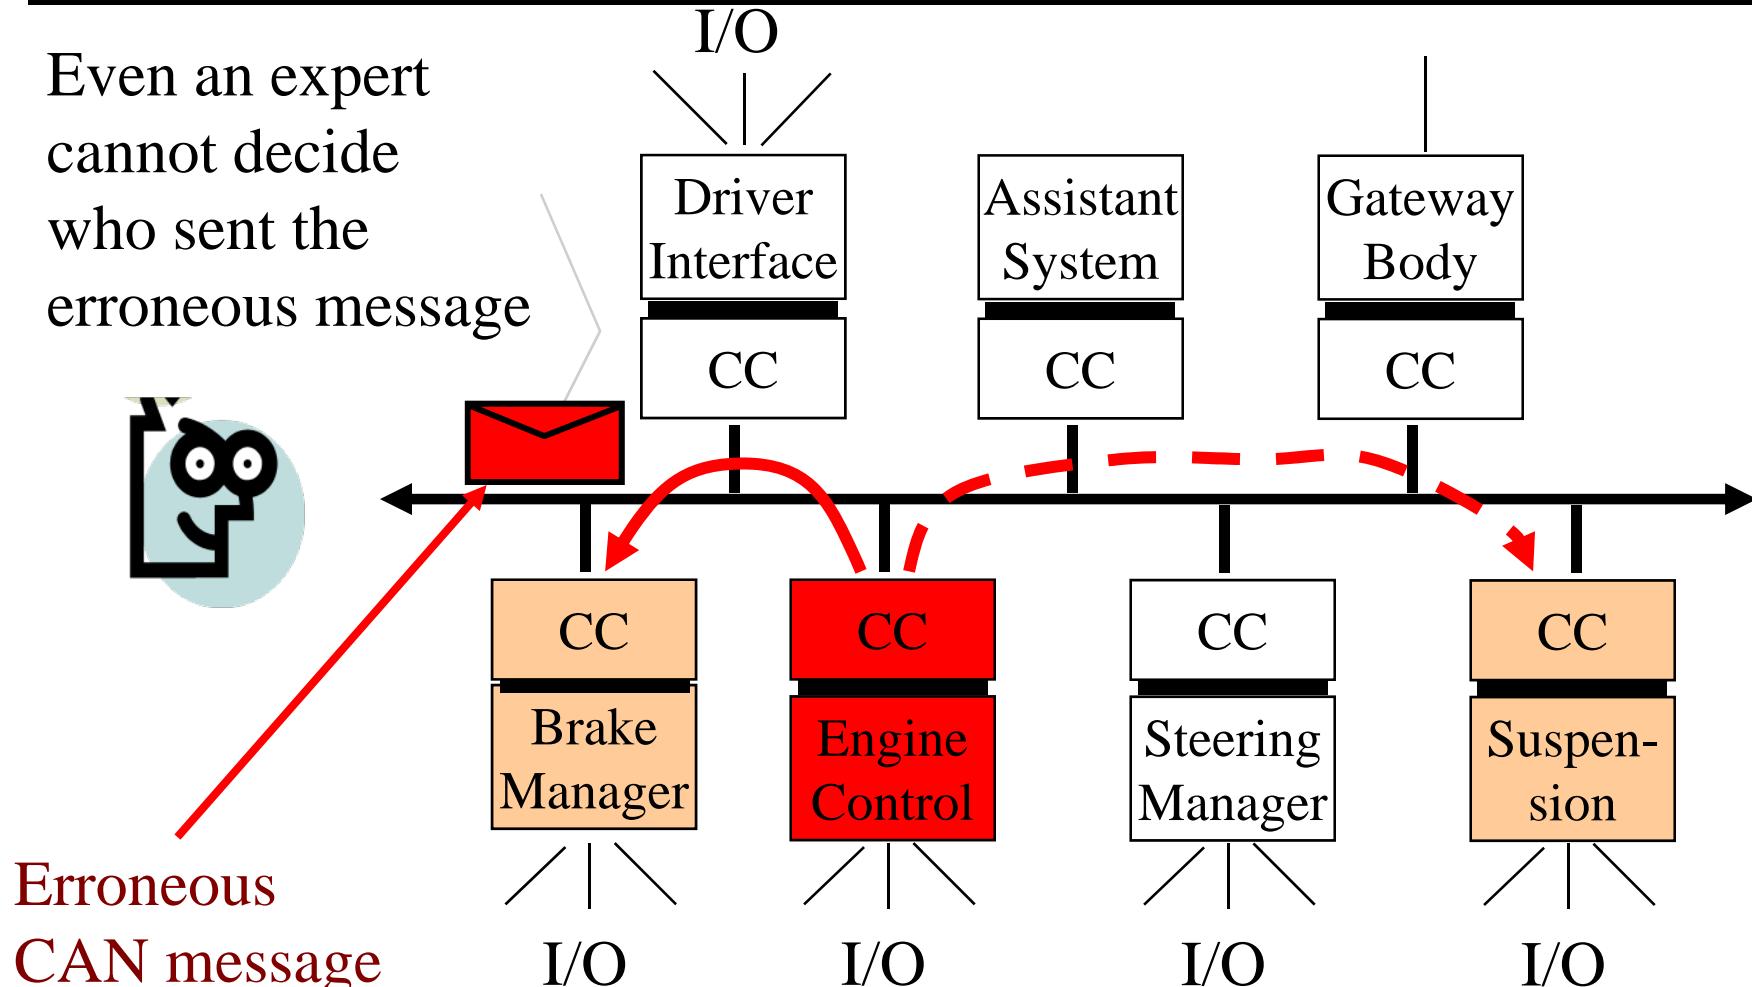 I/O
Even an expert
cannot decide
who sent the
erroneous message
Driver
Interface
CC
Assistant
System
CC
Gateway
Body
CC
CC
Brake
Manager
I/O
CC
Engine
Control
I/O
CC
Steering
Manager
I/O
CC
Suspen-
sion
I/O
Erroneous
CAN message